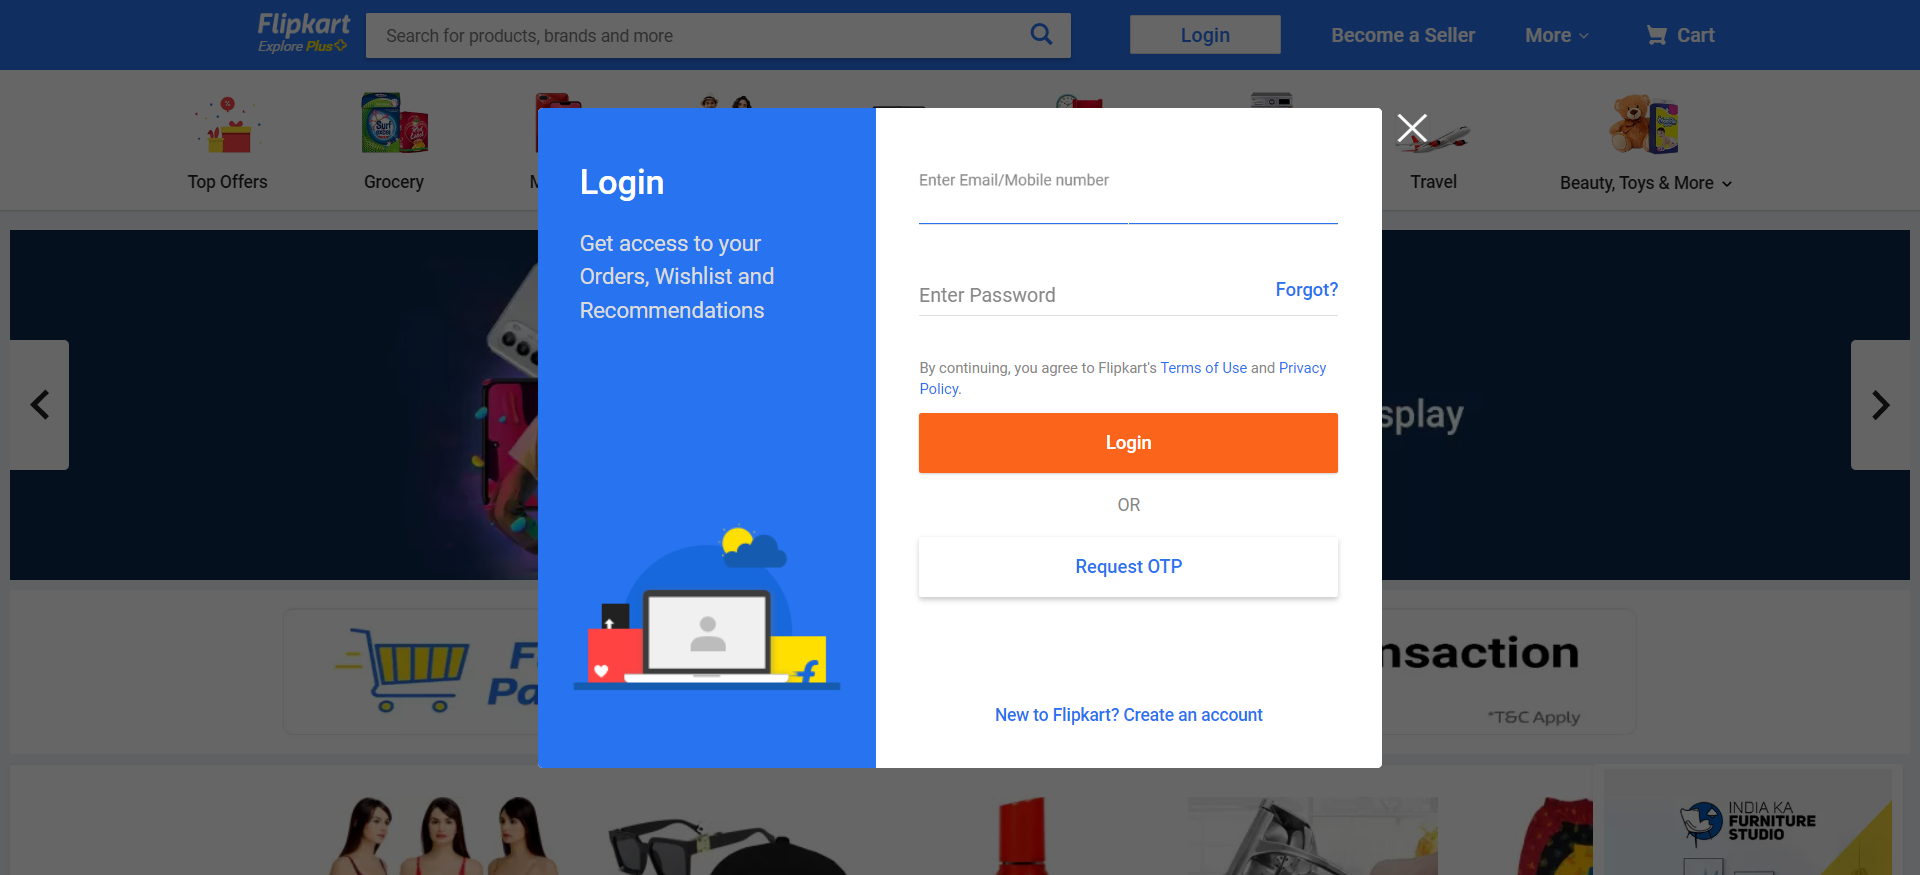 Flipkart
Explore Plus
Search for products, brands and more
Login
Become a Seller
More
Cart
Top Offers
Grocery
M
Travel
Beauty, Toys & More
Login
Get access to your
Orders, Wishlist and
Recommendations
Enter Email/Mobile number
Enter Password
Forgot?
By continuing, you agree to Flipkart's Terms of Use and Privacy
Policy.
Login
OR
Request OTP
New to Flipkart? Create an account
splay
F
Pa
nsaction
*T&C Apply
INDIA KA
FURNITURE
STUDIO
Surf
excel